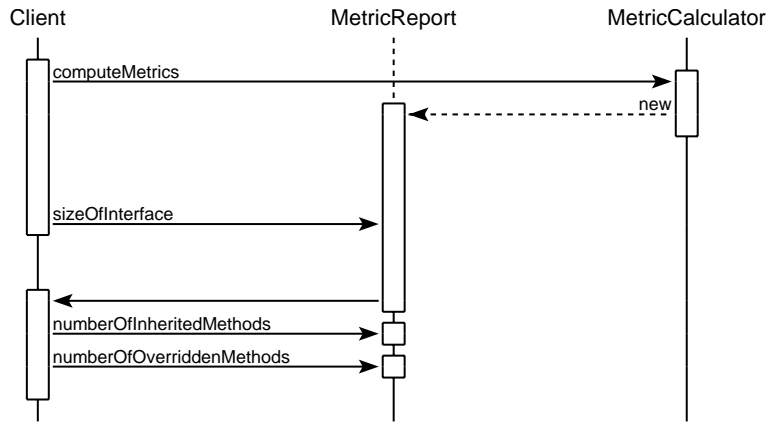 Client MetricReport MetricCalculator
computeMetrics
new
sizeOfInterface
numberOfInheritedMethods
numberOfOverriddenMethods